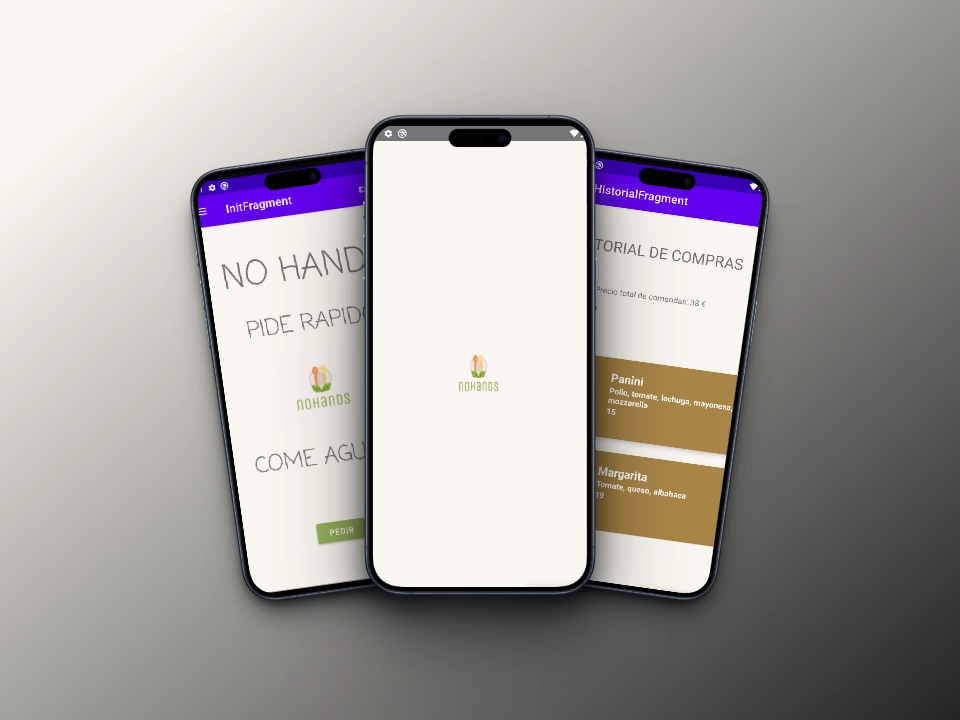 InitFragment
NO HAND
PIDE RAPIDO
NOHANDS
COME AGU
PEDIR
NOHANDS
HistorialFragment
TORIAL DE COMPRAS
Precio total de comandas: 38 €
Panini
Pollo, tomate, lechuga, mayonesa,
mozzarella
15
Margarita
Tomate, queso, albahaca
19